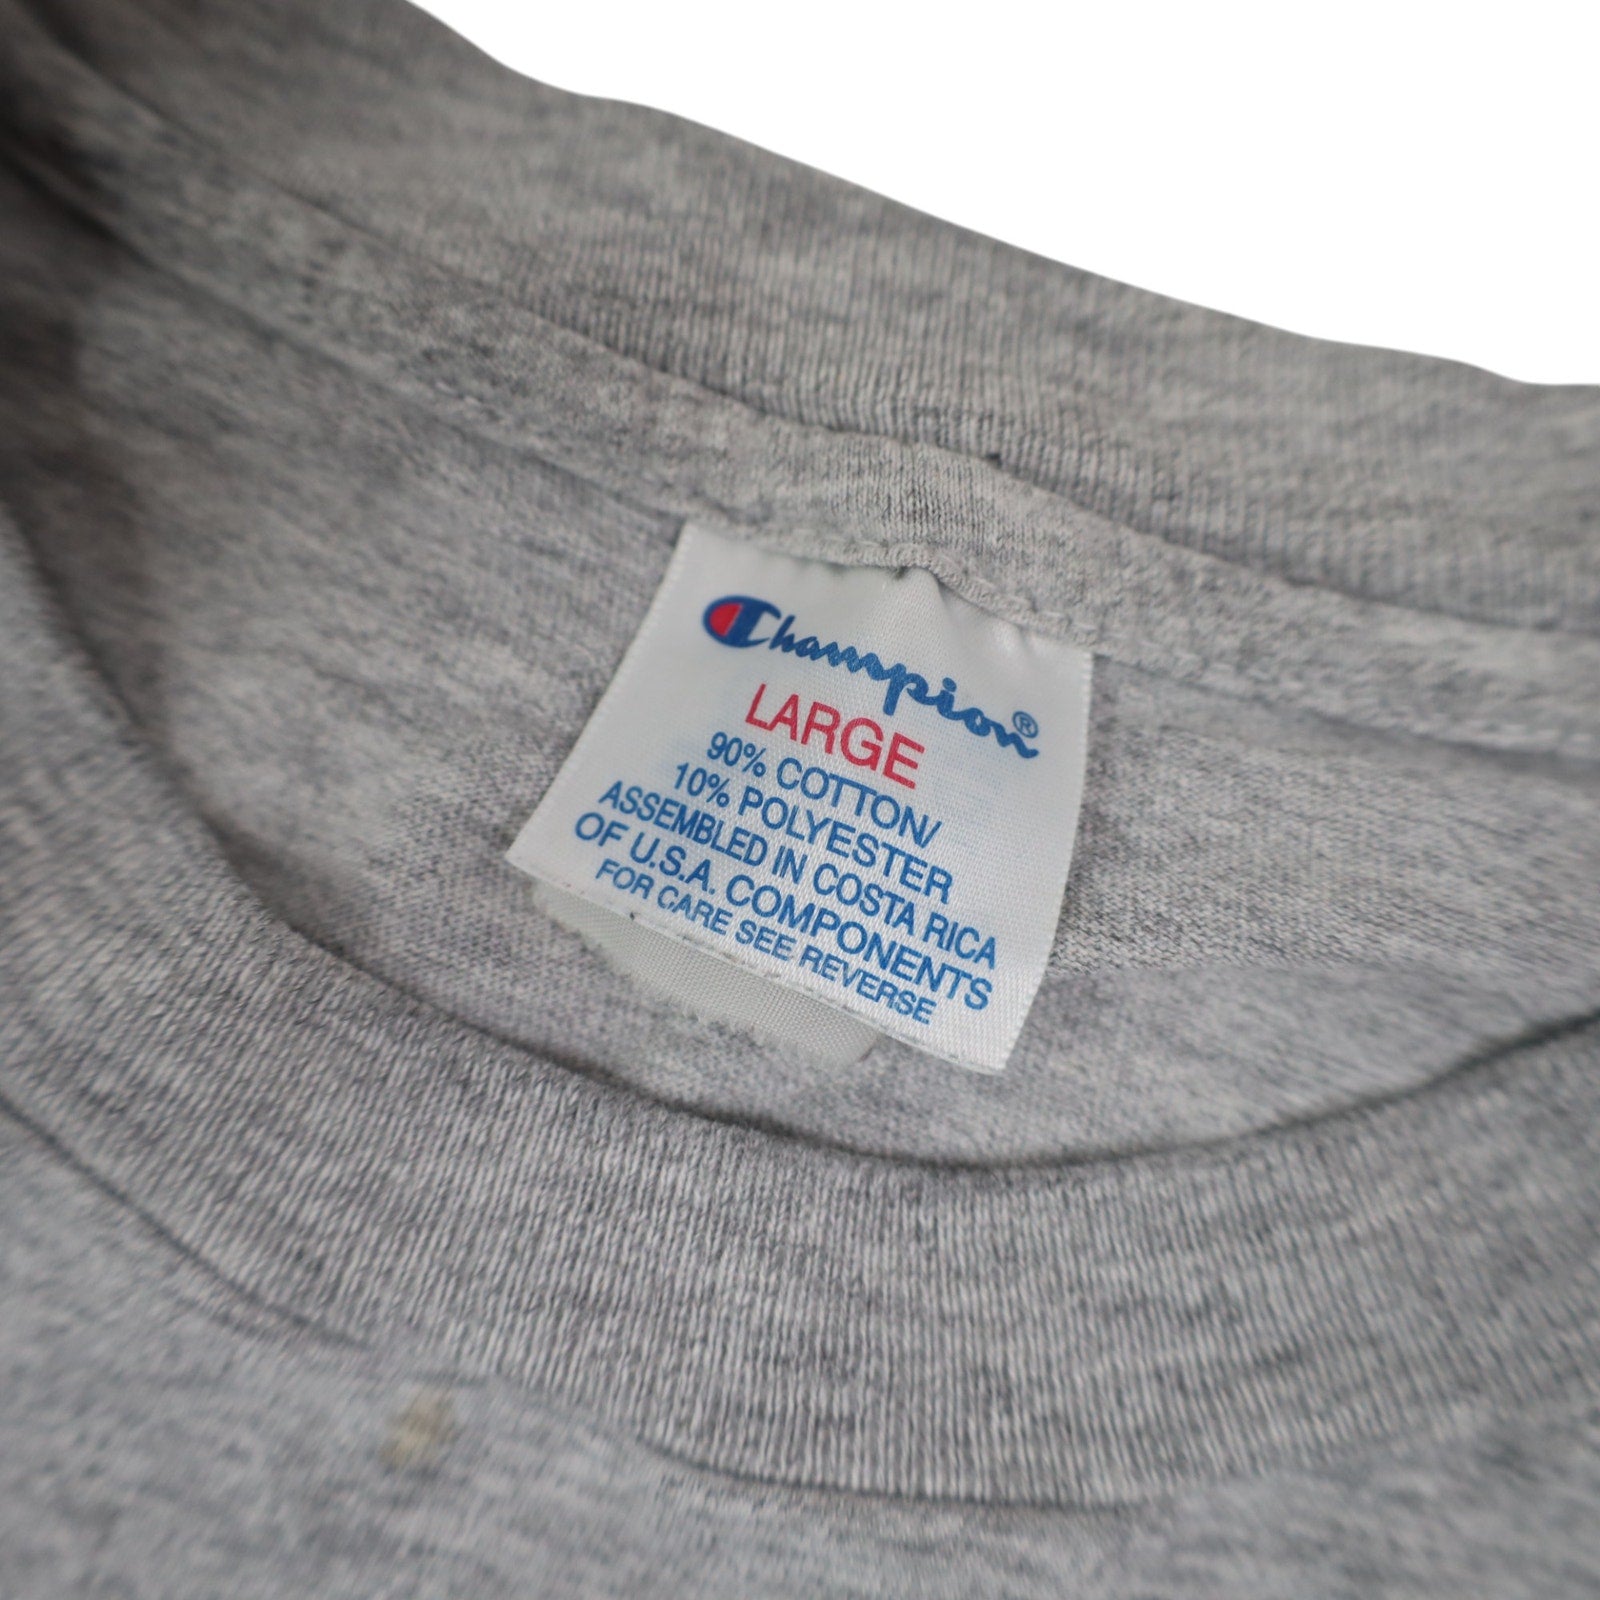 Champion®
LARGE
90% COTTON/
10% POLYESTER
ASSEMBLED IN COSTA RICA
OF U.S.A. COMPONENTS
FOR CARE SEE REVERSE